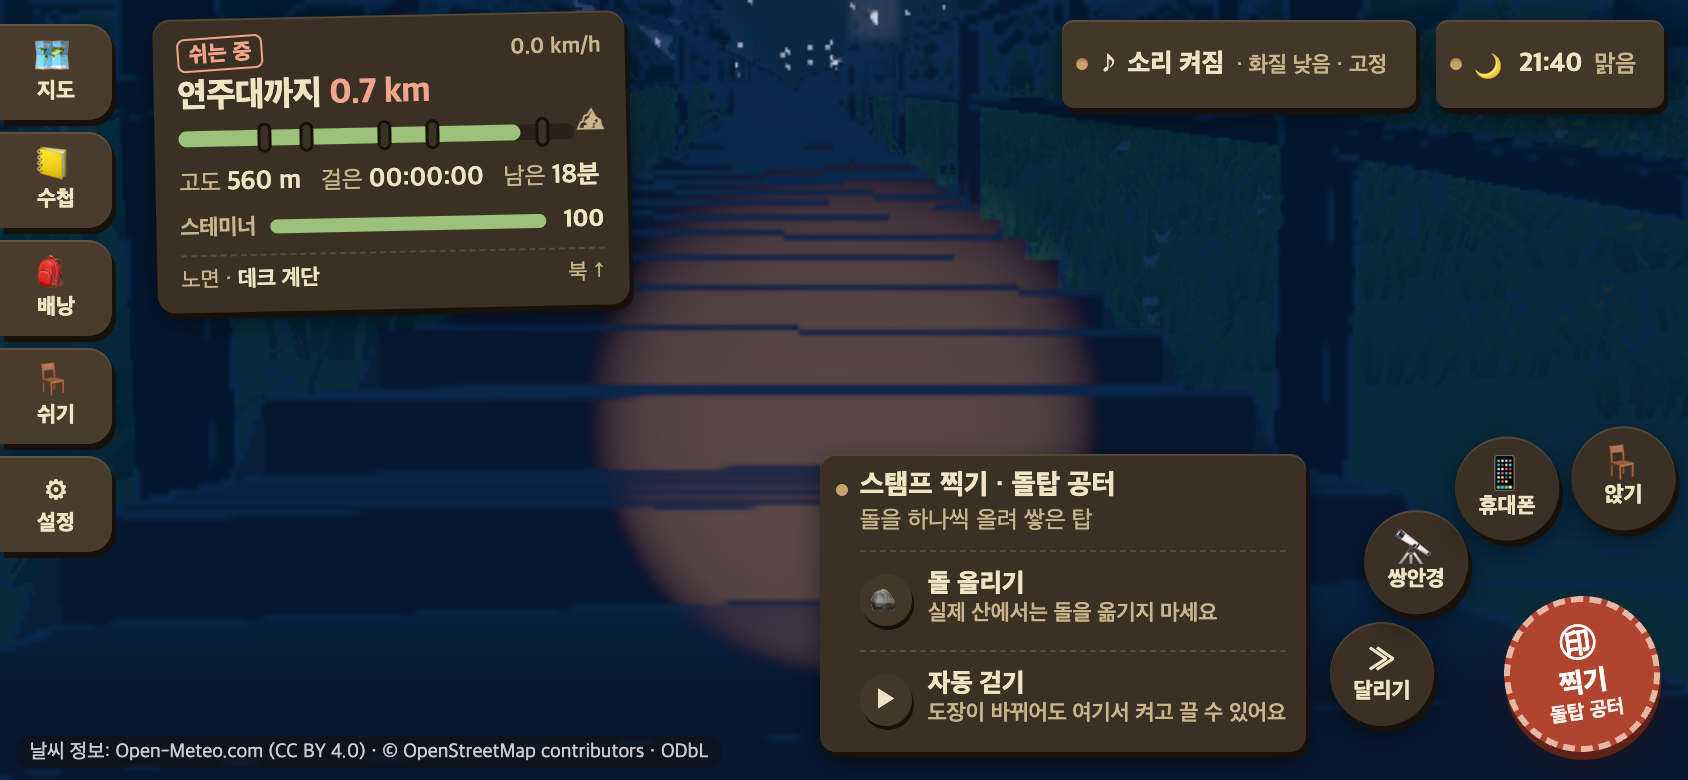 지도
수첩
배낭
쉬기
설정
쉬는 중
0.0 km/h
연주대까지 0.7 km
고도 560 m 걸은 00:00:00 남은 18분
스테미너 100
노면 · 데크 계단
북 ↑
♪ 소리 켜짐 · 화질 낮음 · 고정
21:40 맑음
스탬프 찍기 · 돌탑 공터
돌을 하나씩 올려 쌓은 탑
돌 올리기
실제 산에서는 돌을 옮기지 마세요
자동 걷기
도장이 바뀌어도 여기서 켜고 끌 수 있어요
휴대폰
앉기
쌍안경
달리기
印
찍기
돌탑 공터
날씨 정보: Open-Meteo.com (CC BY 4.0) · © OpenStreetMap contributors · ODbL